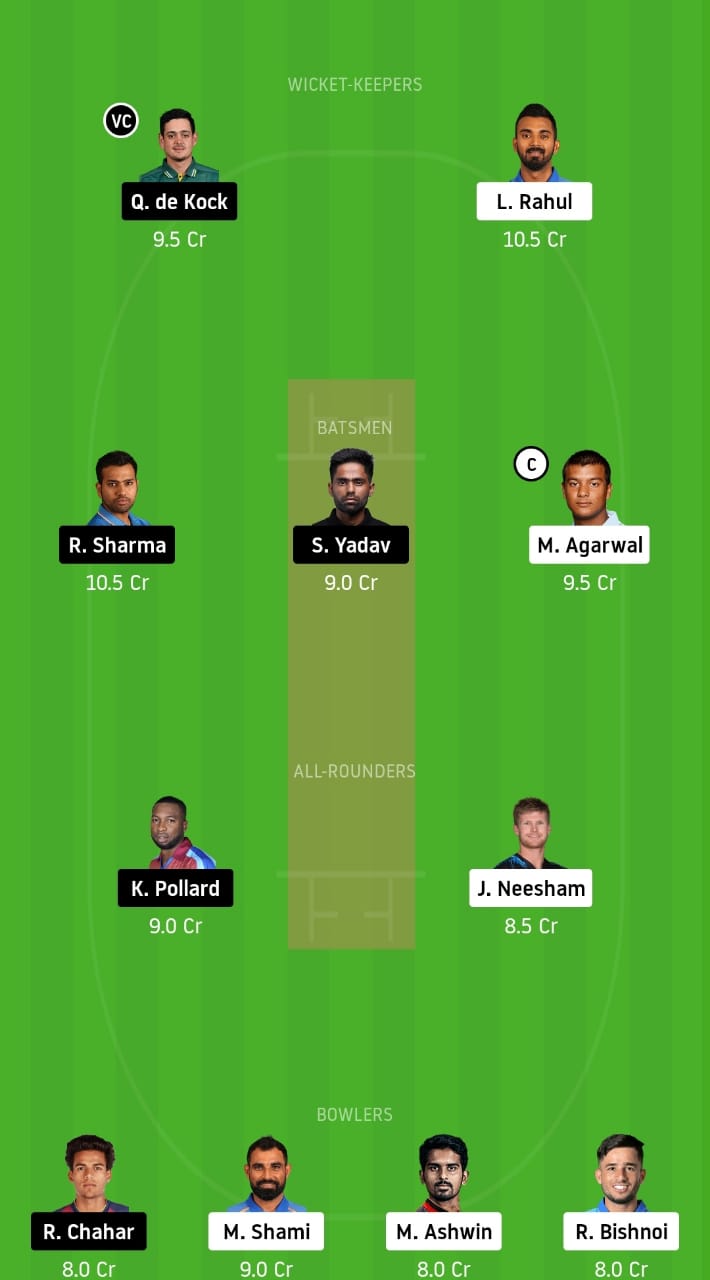 WICKET-KEEPERS
VC
Q. de Kock
L. Rahul
9.5 Cr
10.5 Cr
BATSMEN
C
R. Sharma
S. Yadav
M. Agarwal
10.5 Cr
9.0 Cr
9.5 Cr
ALL-ROUNDERS
K. Pollard
J. Neesham
9.0 Cr
8.5 Cr
BOWLERS
R. Chahar
M. Shami
M. Ashwin
R. Bishnoi
8.0 Cr
9.0 Cr
8.0 Cr
8.0 Cr